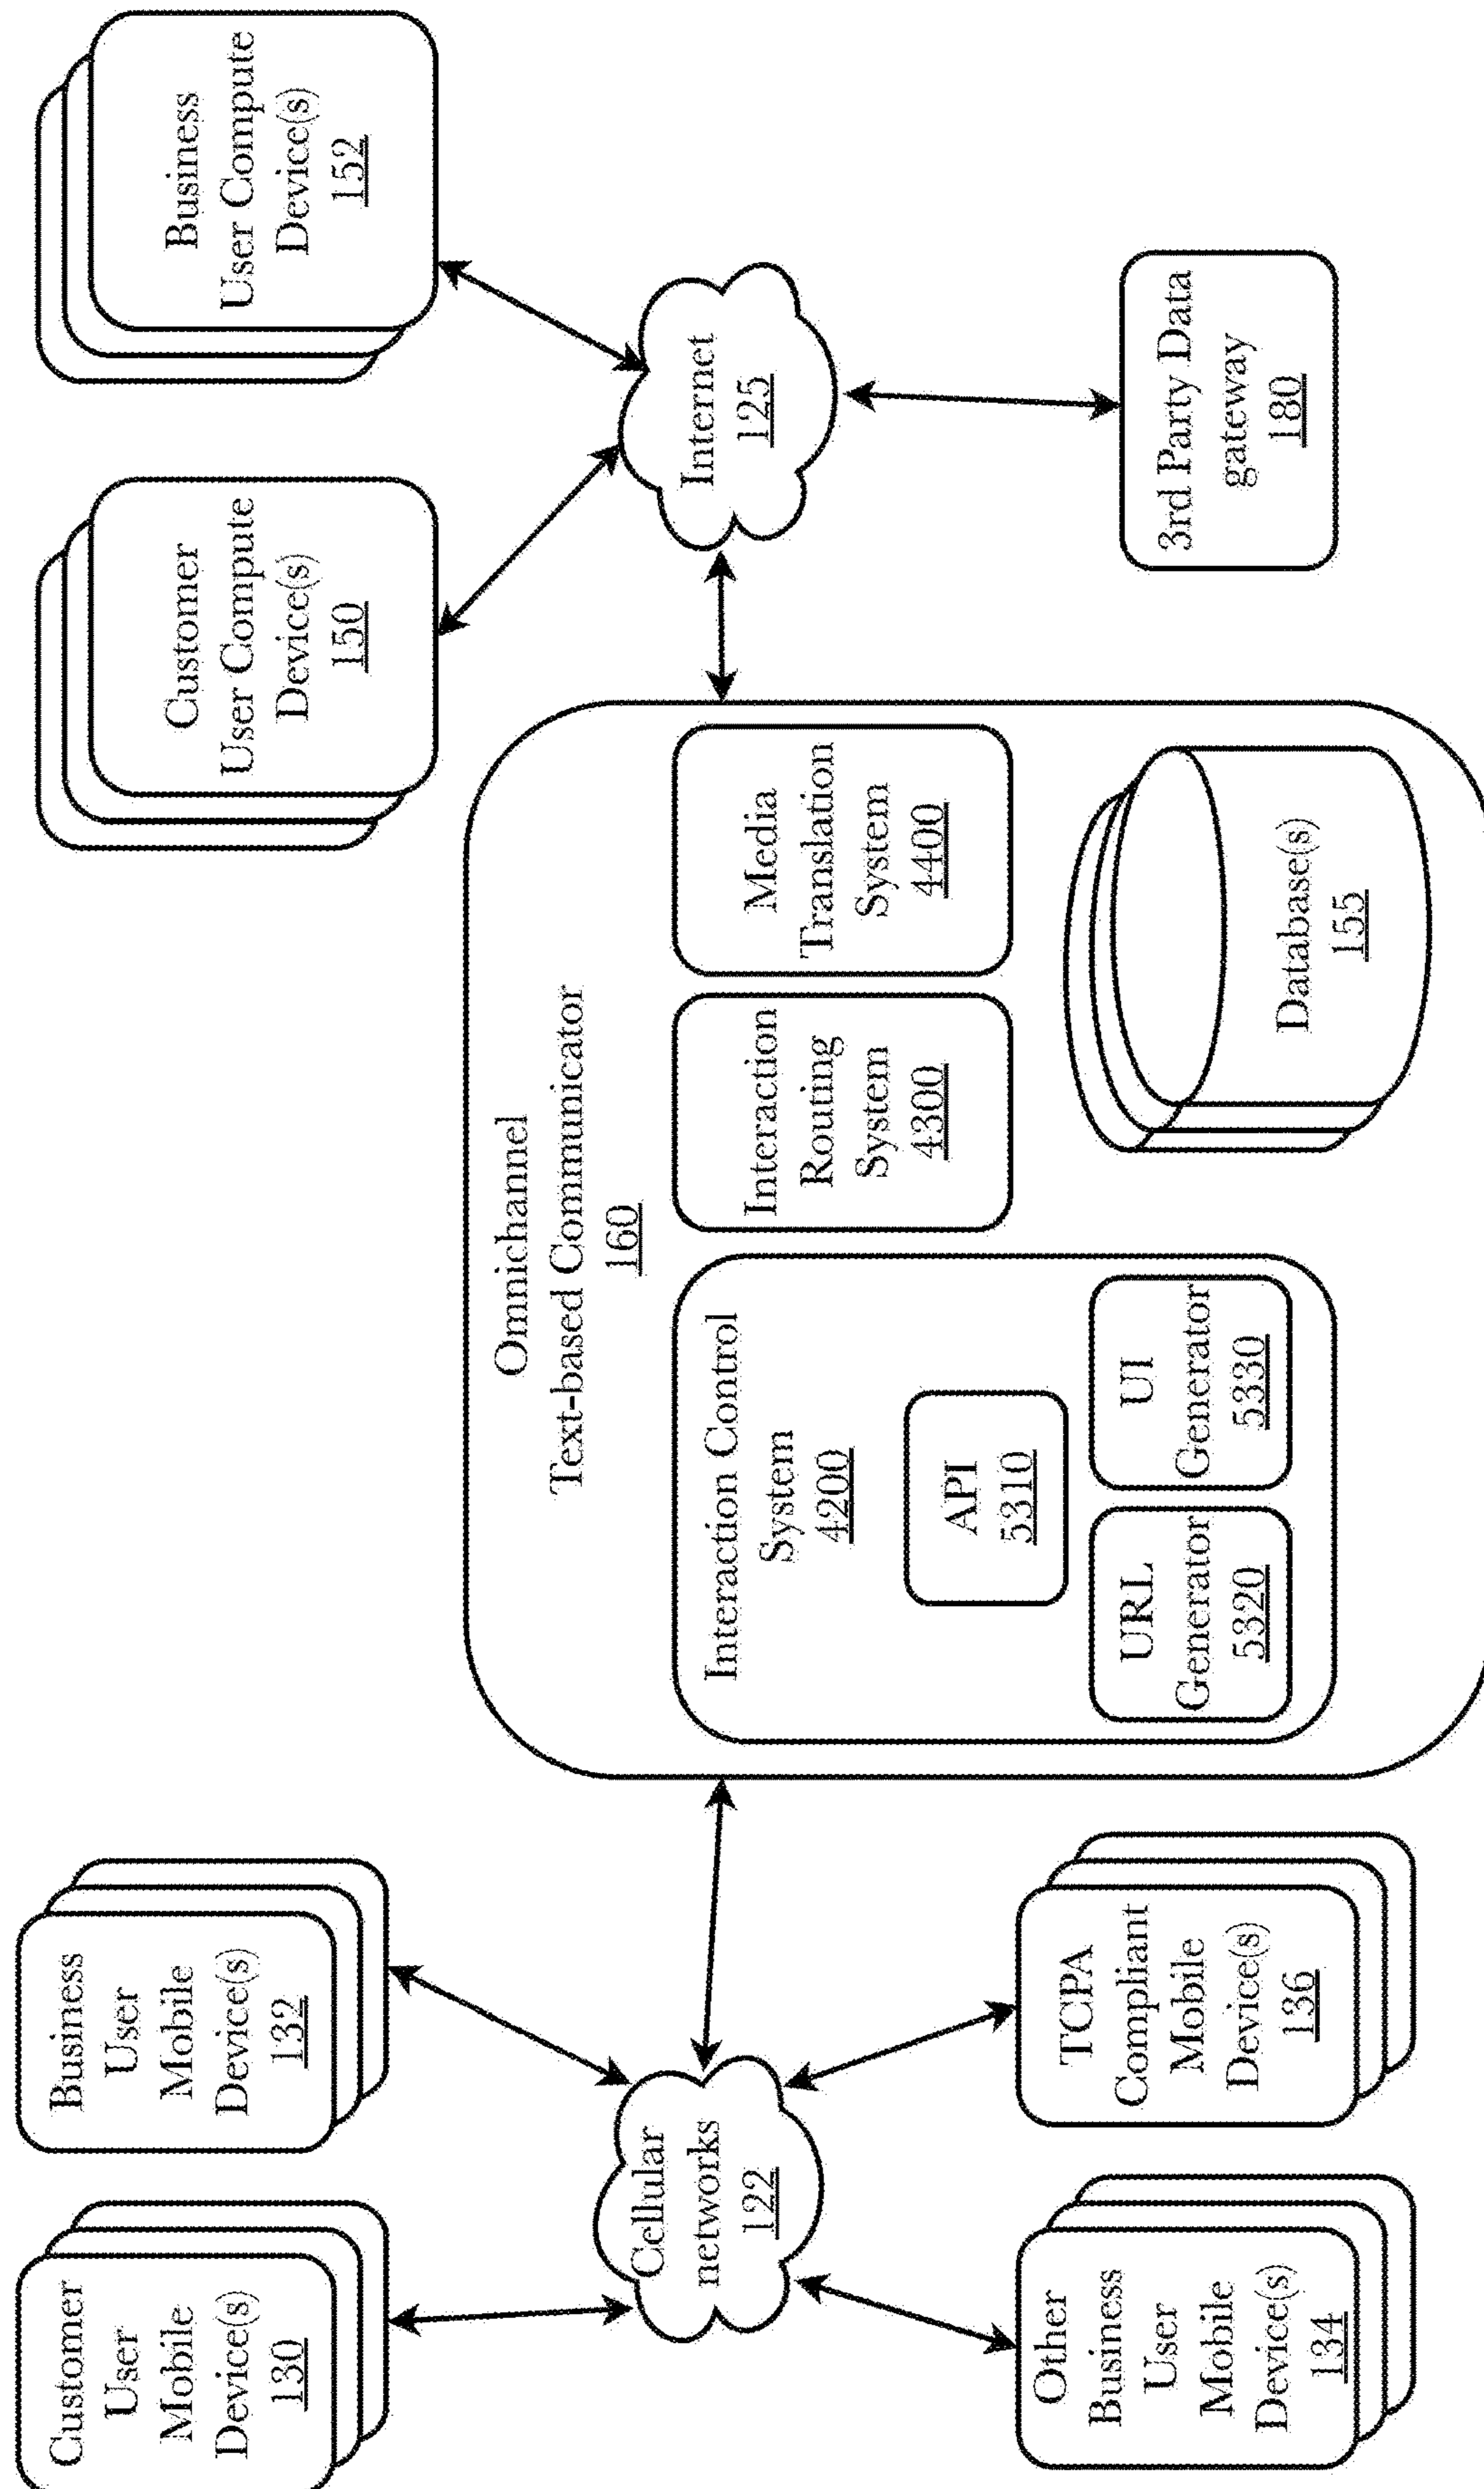 Customer
User
Mobile
Device(s)
130
Business
User
Mobile
Device(s)
132
Cellular
networks
122
Other
Business
User
Mobile
Device(s)
134
TCPA
Compliant
Mobile
Device(s)
136
Omnichannel
Text-based Communicator
160
Interaction Control
System
4200
API
5310
URL
Generator
5320
UI
Generator
5330
Interaction
Routing
System
4300
Media
Translation
System
4400
Database(s)
155
Customer
User Compute
Device(s)
150
Business
User Compute
Device(s)
152
Internet
125
3rd Party Data
gateway
180